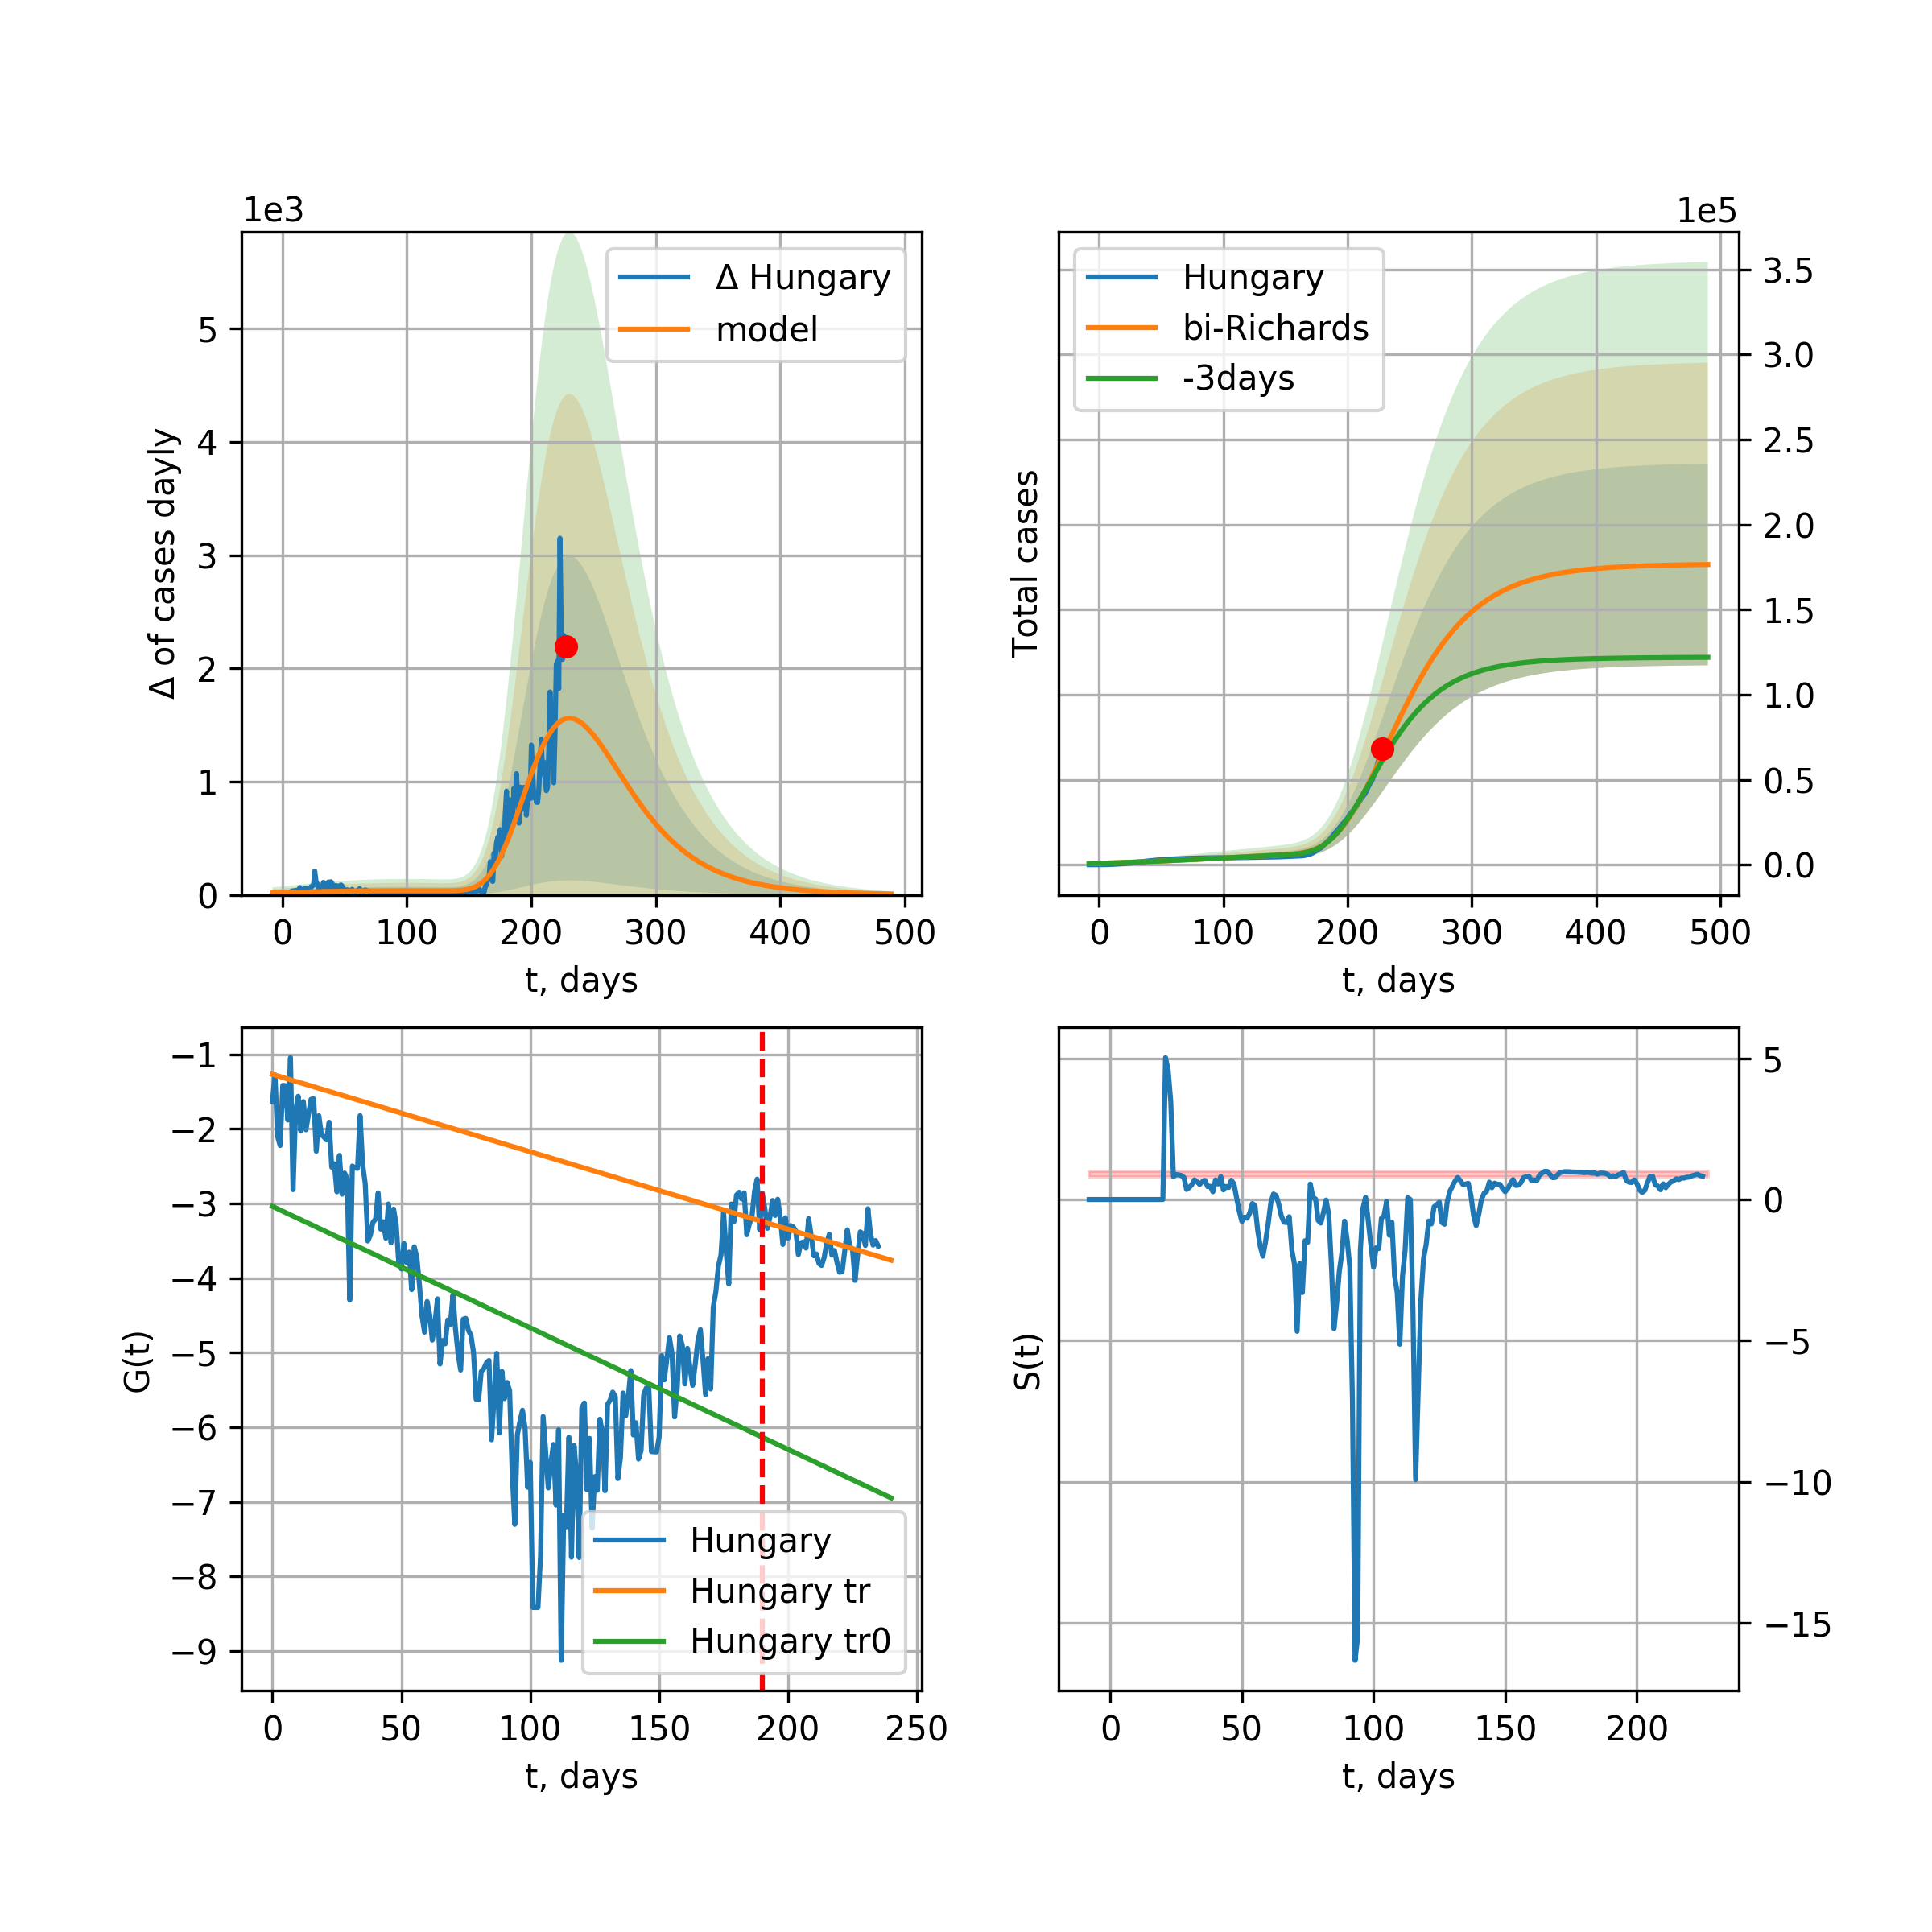 1e3
Δ Hungary
model
5
4
3
2
1
0
Δ of cases dayly
0 100 200 300 400 500
t, days
1e5
Hungary
bi-Richards
-3days
3.5
3.0
2.5
2.0
1.5
1.0
0.5
0.0
Total cases
0 100 200 300 400 500
t, days
−1
−2
−3
−4
−5
−6
−7
−8
−9
G(t)
Hungary
Hungary tr
Hungary tr0
0 50 100 150 200 250
t, days
5
0
−5
−10
−15
S(t)
0 50 100 150 200
t, days